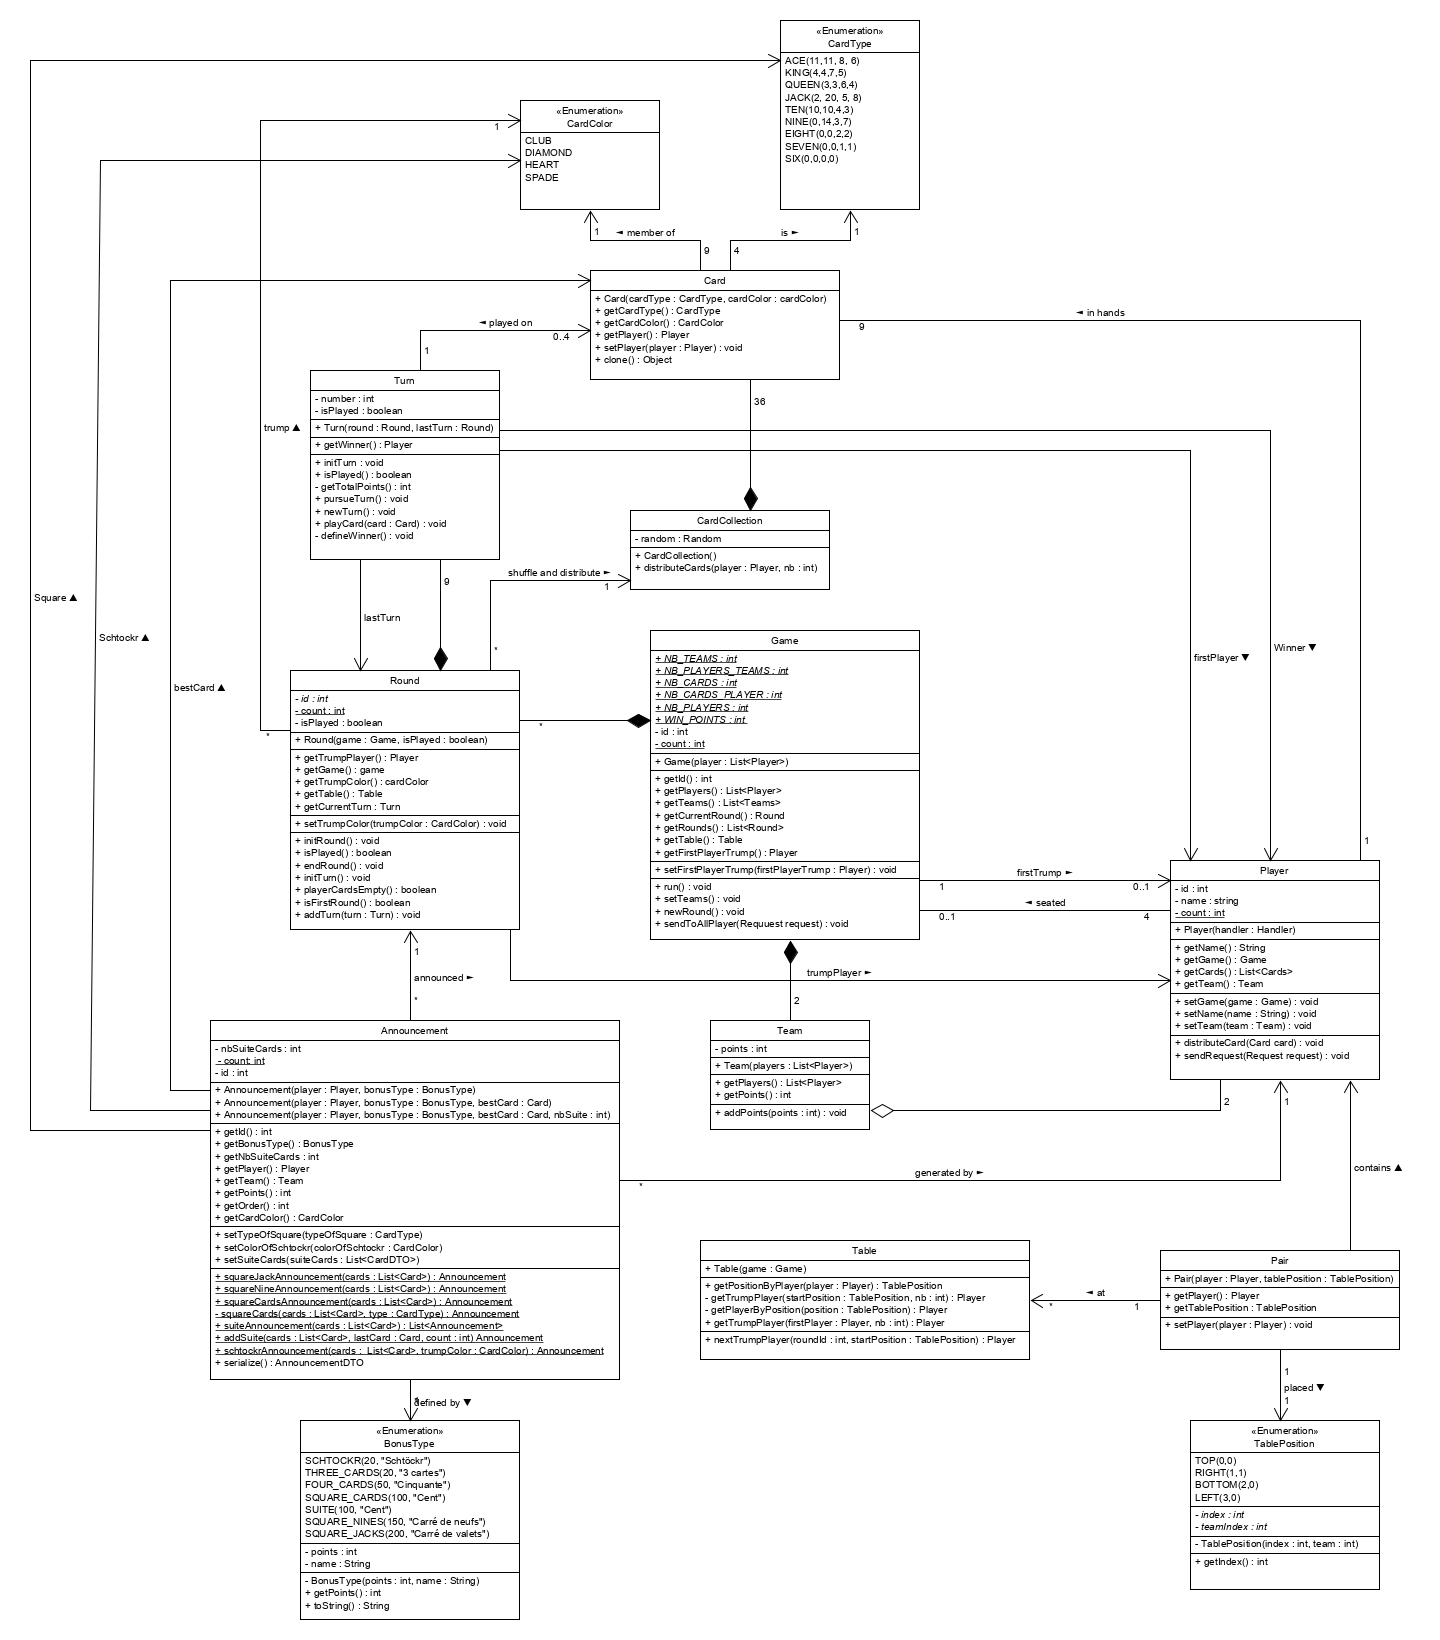 «Enumeration»
CardType
ACE(11,11, 8, 6)
KING(4,4,7,5)
QUEEN(3,3,6,4)
JACK(2, 20, 5, 8)
TEN(10,10,4,3)
NINE(0,14,3,7)
EIGHT(0,0,2,2)
SEVEN(0,0,1,1)
SIX(0,0,0,0)
«Enumeration»
CardColor
CLUB
DIAMOND
HEART
SPADE
1
1
◄ member of
9
is ►
4
1
Card
+ Card(cardType : CardType, cardColor : cardColor)
+ getCardType() : CardType
+ getCardColor() : CardColor
+ getPlayer() : Player
+ setPlayer(player : Player) : void
+ clone() : Object
◄ played on
0..4
1
◄ in hands
9
1
36
Turn
- number : int
- isPlayed : boolean
+ Turn(round : Round, lastTurn : Round)
+ getWinner() : Player
+ initTurn : void
+ isPlayed() : boolean
- getTotalPoints() : int
+ pursueTurn() : void
+ newTurn() : void
+ playCard(card : Card) : void
- defineWinner() : void
trump ▲
CardCollection
- random : Random
+ CardCollection()
+ distributeCards(player : Player, nb : int)
shuffle and distribute ►
1
*
9
lastTurn
Square ▲
Schtockr ▲
bestCard ▲
firstPlayer ▼
Winner ▼
Round
- id : int
- count : int
- isPlayed : boolean
+ Round(game : Game, isPlayed : boolean)
+ getTrumpPlayer() : Player
+ getGame() : game
+ getTrumpColor() : cardColor
+ getTable() : Table
+ getCurrentTurn : Turn
+ setTrumpColor(trumpColor : CardColor) : void
+ initRound() : void
+ isPlayed() : boolean
+ endRound() : void
+ initTurn() : void
+ playerCardsEmpty() : boolean
+ isFirstRound() : boolean
+ addTurn(turn : Turn) : void
*
*
Game
+ NB_TEAMS : int
+ NB_PLAYERS_TEAMS : int
+ NB_CARDS : int
+ NB_CARDS_PLAYER : int
+ NB_PLAYERS : int
+ WIN_POINTS : int
- id : int
- count : int
+ Game(player : List<Player>)
+ getId() : int
+ getPlayers() : List<Player>
+ getTeams() : List<Teams>
+ getCurrentRound() : Round
+ getRounds() : List<Round>
+ getTable() : Table
+ getFirstPlayerTrump() : Player
+ setFirstPlayerTrump(firstPlayerTrump : Player) : void
+ run() : void
+ setTeams() : void
+ newRound() : void
+ sendToAllPlayer(Requuest request) : void
firstTrump ►
1
0..1
◄ seated
0..1
4
Player
- id : int
- name : string
- count : int
+ Player(handler : Handler)
+ getName() : String
+ getGame() : Game
+ getCards() : List<Cards>
+ getTeam() : Team
+ setGame(game : Game) : void
+ setName(name : String) : void
+ setTeam(team : Team) : void
+ distributeCard(Card card) : void
+ sendRequest(Request request) : void
1
announced ►
*
trumpPlayer ►
2
Team
- points : int
+ Team(players : List<Player>)
+ getPlayers() : List<Player>
+ getPoints() : int
+ addPoints(points : int) : void
2
1
Announcement
- nbSuiteCards : int
- count: int
- id : int
+ Announcement(player : Player, bonusType : BonusType)
+ Announcement(player : Player, bonusType : BonusType, bestCard : Card)
+ Announcement(player : Player, bonusType : BonusType, bestCard : Card, nbSuite : int)
+ getId() : int
+ getBonusType() : BonusType
+ getNbSuiteCards : int
+ getPlayer() : Player
+ getTeam() : Team
+ getPoints() : int
+ getOrder() : int
+ getCardColor() : CardColor
+ setTypeOfSquare(typeOfSquare : CardType)
+ setColorOfSchtockr(colorOfSchtockr : CardColor)
+ setSuiteCards(suiteCards : List<CardDTO>)
+ squareJackAnnouncement(cards : List<Card>) : Announcement
+ squareNineAnnouncement(cards : List<Card>) : Announcement
+ squareCardsAnnouncement(cards : List<Card>) : Announcement
- squareCards(cards : List<Card>, type : CardType) : Announcement
+ suiteAnnouncement(cards : List<Card>) : List<Announcement>
+ addSuite(cards : List<Card>, lastCard : Card, count : int) Announcement
+ schtockrAnnouncement(cards : List<Card>, trumpColor : CardColor) : Announcement
+ serialize() : AnnouncementDTO
generated by ►
*
contains ▲
Table
+ Table(game : Game)
+ getPositionByPlayer(player : Player) : TablePosition
- getTrumpPlayer(startPosition : TablePosition, nb : int) : Player
- getPlayerByPosition(position : TablePosition) : Player
+ getTrumpPlayer(firstPlayer : Player, nb : int) : Player
+ nextTrumpPlayer(roundId : int, startPosition : TablePosition) : Player
◄ at
*
1
Pair
+ Pair(player : Player, tablePosition : TablePosition)
+ getPlayer() : Player
+ getTablePosition : TablePosition
+ setPlayer(player : Player) : void
1
placed ▼
1
defined by ▼
«Enumeration»
BonusType
SCHTOCKR(20, "Schtöckr")
THREE_CARDS(20, "3 cartes")
FOUR_CARDS(50, "Cinquante")
SQUARE_CARDS(100, "Cent")
SUITE(100, "Cent")
SQUARE_NINES(150, "Carré de neufs")
SQUARE_JACKS(200, "Carré de valets")
- points : int
- name : String
- BonusType(points : int, name : String)
+ getPoints() : int
+ toString() : String
«Enumeration»
TablePosition
TOP(0,0)
RIGHT(1,1)
BOTTOM(2,0)
LEFT(3,0)
- index : int
- teamIndex : int
- TablePosition(index : int, team : int)
+ getIndex() : int